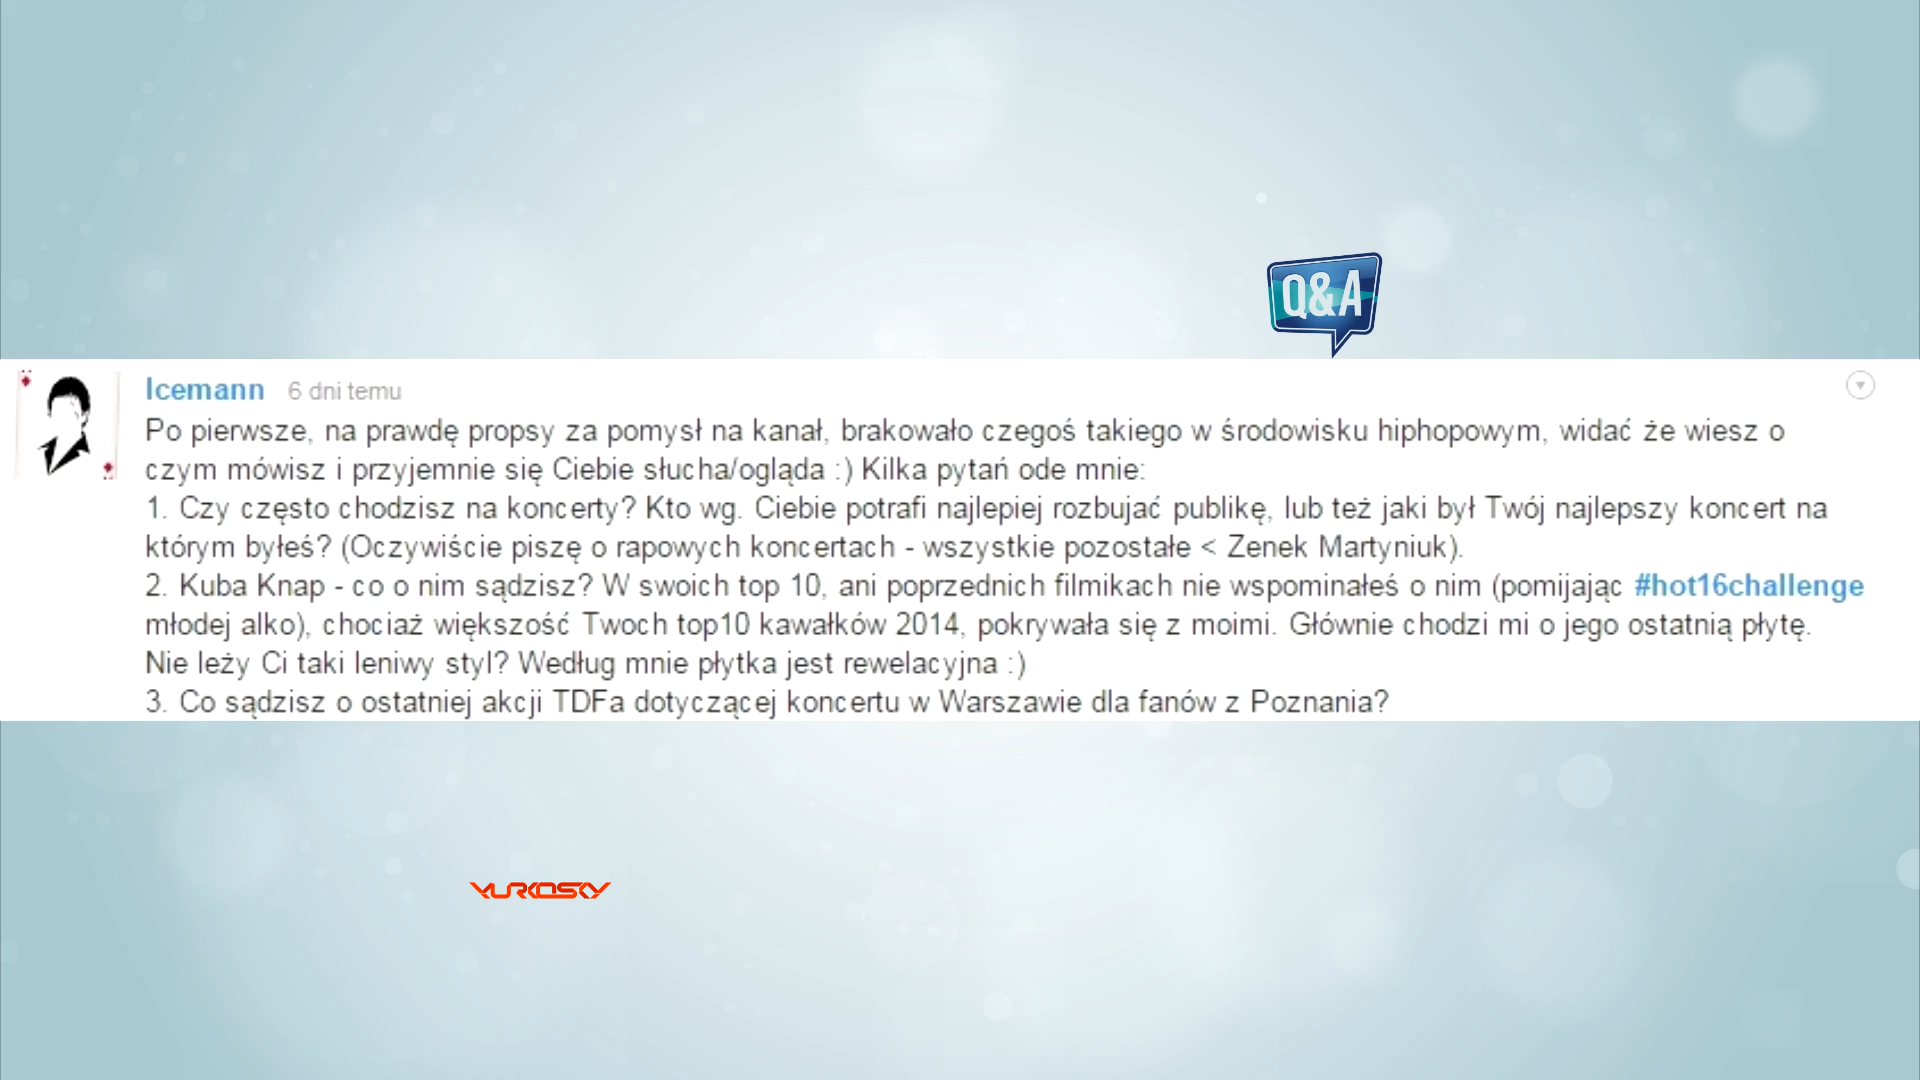 Q&A
Icemann 6 dni temu
Po pierwsze, na prawdę propsy za pomysł na kanał, brakowało czegoś takiego w środowisku hiphopowym, widać że wiesz o
czym mówisz i przyjemnie się Ciebie słucha/ogląda :) Kilka pytań ode mnie:
1. Czy często chodzisz na koncerty? Kto wg. Ciebie potrafi najlepiej rozbujać publikę, lub też jaki był Twój najlepszy koncert na
którym byłeś? (Oczywiście piszę o rapowych koncertach - wszystkie pozostałe < Zenek Martyniuk).
2. Kuba Knap - co o nim sądzisz? W swoich top 10, ani poprzednich filmikach nie wspominałeś o nim (pomijając #hot16challenge
młodej alko), chociaż większość Twoch top10 kawałków 2014, pokrywała się z moimi. Głównie chodzi mi o jego ostatnią płytę.
Nie leży Ci taki leniwy styl? Według mnie płytka jest rewelacyjna :)
3. Co sądzisz o ostatniej akcji TDFa dotyczącej koncertu w Warszawie dla fanów z Poznania?
YURKOSKY